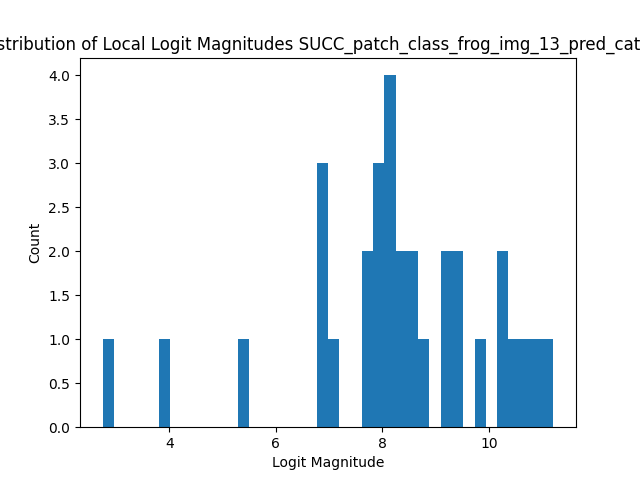 stribution of Local Logit Magnitudes SUCC_patch_class_frog_img_13_pred_cat
4.0
3.5
3.0
2.5
2.0
1.5
1.0
0.5
0.0
Count
4 6 8 10
Logit Magnitude